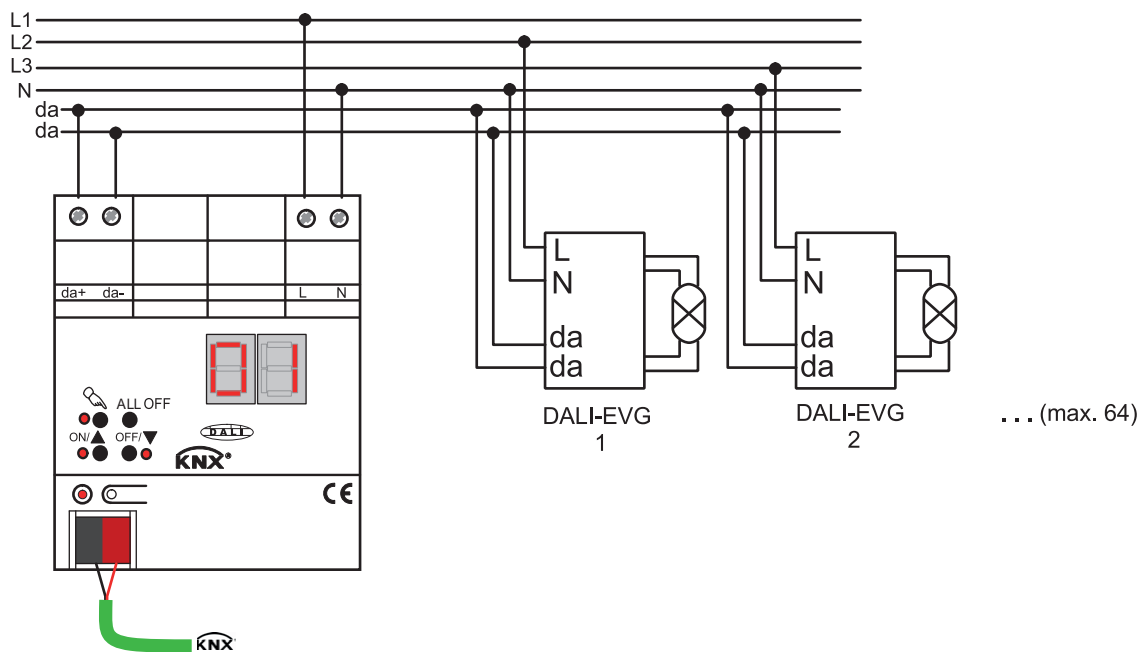 L1
L2
L3
N
da
da
da+ da- L N
01
ALL OFF
ON/▲ OFF/▼
DALI
KNX®
CE
KNX
L
N
da
da
DALI-EVG
1
L
N
da
da
DALI-EVG
2
... (max. 64)